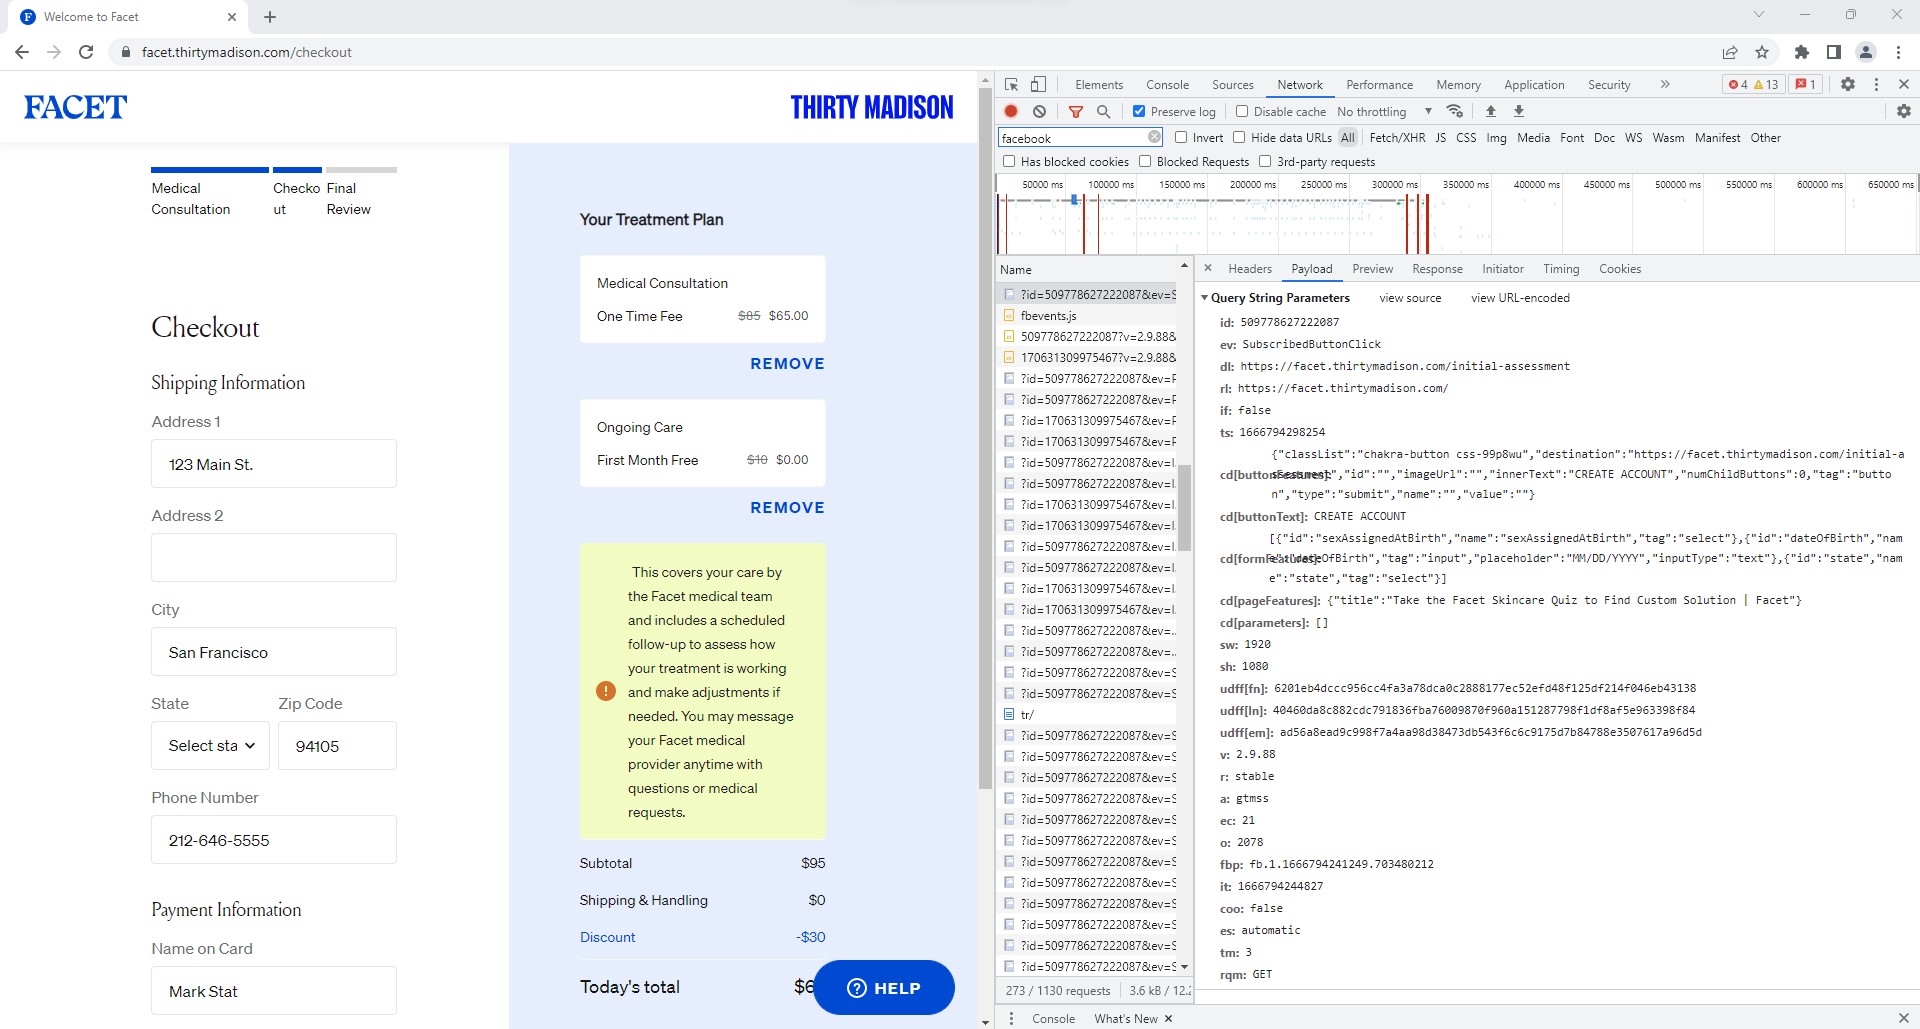 Welcome to Facet
facet.thirtymadison.com/checkout
FACET
THIRTY MADISON
Medical Consultation
Checkout
Final Review
Checkout
Shipping Information
Address 1
123 Main St.
Address 2
City
San Francisco
State
Zip Code
Select sta
94105
Phone Number
212-646-5555
Payment Information
Name on Card
Mark Stat
Your Treatment Plan
Medical Consultation
One Time Fee $85 $65.00
REMOVE
Ongoing Care
First Month Free $10 $0.00
REMOVE
This covers your care by
the Facet medical team
and includes a scheduled
follow-up to assess how
your treatment is working
and make adjustments if
needed. You may message
your Facet medical
provider anytime with
questions or medical
requests.
Subtotal $95
Shipping & Handling $0
Discount -$30
Today's total $6
HELP
Elements Console Sources Network Performance Memory Application Security 4 13 1
Preserve log Disable cache No throttling
facebook Invert Hide data URLs All Fetch/XHR JS CSS Img Media Font Doc WS Wasm Manifest Other
Has blocked cookies Blocked Requests 3rd-party requests
50000 ms 100000 ms 150000 ms 200000 ms 250000 ms 300000 ms 350000 ms 400000 ms 450000 ms 500000 ms 550000 ms 600000 ms 650000 ms
Name
?id=509778627222087&ev=S
fbevents.js
509778627222087?v=2.9.88&
1706313099754​67?v=2.9.88&
?id=509778627222087&ev=P
?id=509778627222087&ev=P
?id=170631309975467&ev=P
?id=170631309975467&ev=P
?id=509778627222087&ev=I.
?id=509778627222087&ev=I.
?id=170631309975467&ev=I.
?id=170631309975467&ev=I.
?id=509778627222087&ev=I.
?id=509778627222087&ev=I.
?id=170631309975467&ev=I.
?id=170631309975467&ev=I.
?id=509778627222087&ev=..
?id=509778627222087&ev=..
?id=509778627222087&ev=S
?id=509778627222087&ev=S
tr/
?id=509778627222087&ev=S
?id=509778627222087&ev=S
?id=509778627222087&ev=S
?id=509778627222087&ev=S
?id=509778627222087&ev=S
?id=509778627222087&ev=S
?id=509778627222087&ev=S
?id=509778627222087&ev=S
?id=509778627222087&ev=S
?id=509778627222087&ev=S
?id=509778627222087&ev=S
?id=509778627222087&ev=S
273 / 1130 requests 3.6 kB / 12.2
Headers Payload Preview Response Initiator Timing Cookies
Query String Parameters view source view URL-encoded
id: 509778627222087
ev: SubscribedButtonClick
dl: https://facet.thirtymadison.com/initial-assessment
rl: https://facet.thirtymadison.com/
if: false
ts: 1666794298254
cd[buttonFeatures]: {"classList":"chakra-button css-99p8wu","destination":"https://facet.thirtymadison.com/initial-a
ssessment","id":"","imageUrl":"","innerText":"CREATE ACCOUNT","numChildButtons":0,"tag":"butto
n","type":"submit","name":"","value":""}
cd[buttonText]: CREATE ACCOUNT
cd[formFeatures]: [{"id":"sexAssignedAtBirth","name":"sexAssignedAtBirth","tag":"select"},{"id":"dateOfBirth","nam
e":"dateOfBirth","tag":"input","placeholder":"MM/DD/YYYY","inputType":"text"},{"id":"state","nam
e":"state","tag":"select"}]
cd[pageFeatures]: {"title":"Take the Facet Skincare Quiz to Find Custom Solution | Facet"}
cd[parameters]: []
sw: 1920
sh: 1080
udff[fn]: 6201eb4dccc956cc4fa3a78dca0c2888177ec52efd48f125df214f046eb43138
udff[ln]: 40460da8c882cdc791836fba76009870f960a151287798f1df8af5e963398f84
udff[em]: ad56a8ead9c998f7a4aa98d38473db543f6c6c9175d7b84788e3507617a96d5d
v: 2.9.88
r: stable
a: gtmss
ec: 21
o: 2078
fbp: fb.1.1666794241249.703480212
it: 1666794244827
coo: false
es: automatic
tm: 3
rqm: GET
Console What's New